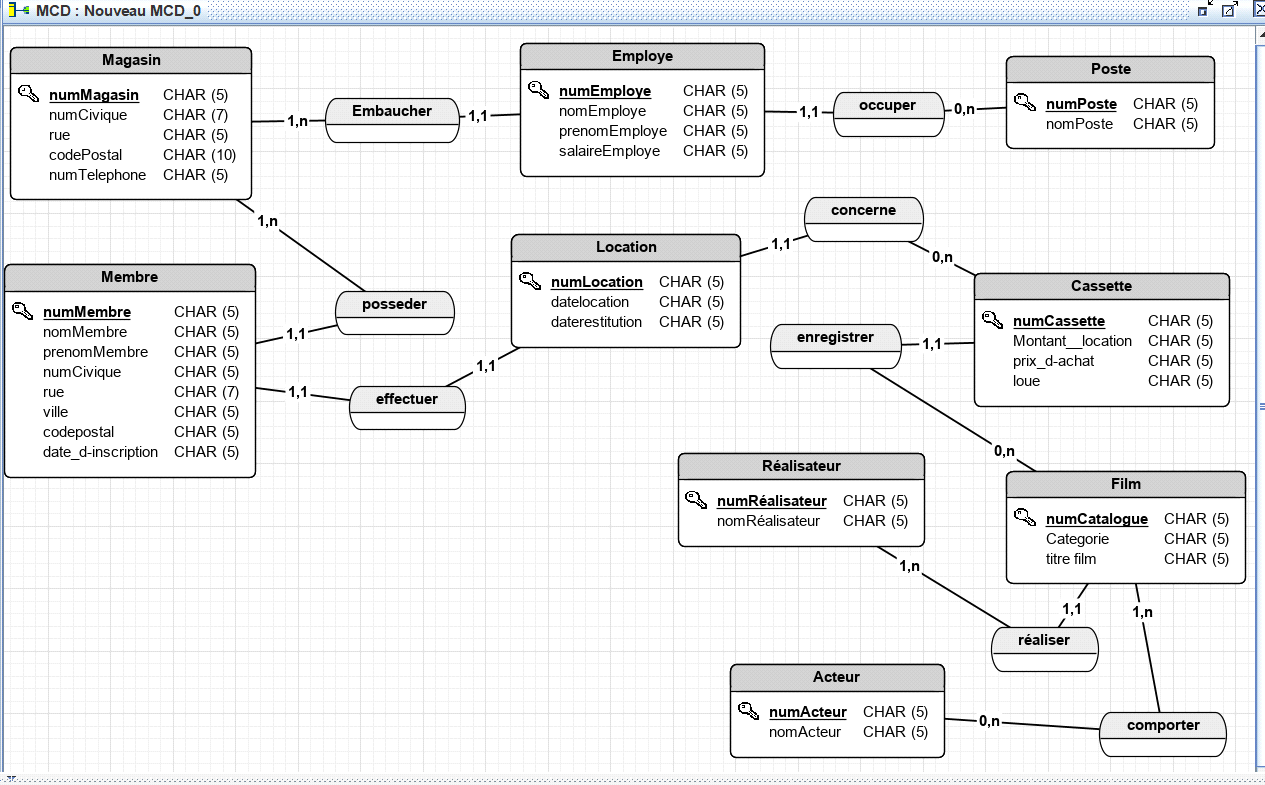 MCD : Nouveau MCD_0
Magasin
numMagasin CHAR (5)
numCivique CHAR (7)
rue CHAR (5)
codePostal CHAR (10)
numTelephone CHAR (5)
1,n
Embaucher
1,1
Employe
numEmploye CHAR (5)
nomEmploye CHAR (5)
prenomEmploye CHAR (5)
salaireEmploye CHAR (5)
1,1
occuper
0,n
Poste
numPoste CHAR (5)
nomPoste CHAR (5)
1,n
posseder
1,1
Membre
numMembre CHAR (5)
nomMembre CHAR (5)
prenomMembre CHAR (5)
numCivique CHAR (5)
rue CHAR (7)
ville CHAR (5)
codepostal CHAR (5)
date_d-inscription CHAR (5)
1,1
effectuer
1,1
Location
numLocation CHAR (5)
datelocation CHAR (5)
daterestitution CHAR (5)
1,1
concerne
0,n
Cassette
numCassette CHAR (5)
Montant__location CHAR (5)
prix_d-achat CHAR (5)
loue CHAR (5)
enregistrer
1,1
0,n
Réalisateur
numRéalisateur CHAR (5)
nomRéalisateur CHAR (5)
Film
numCatalogue CHAR (5)
Categorie CHAR (5)
titre film CHAR (5)
1,n
1,1
réaliser
1,n
Acteur
numActeur CHAR (5)
nomActeur CHAR (5)
0,n
comporter